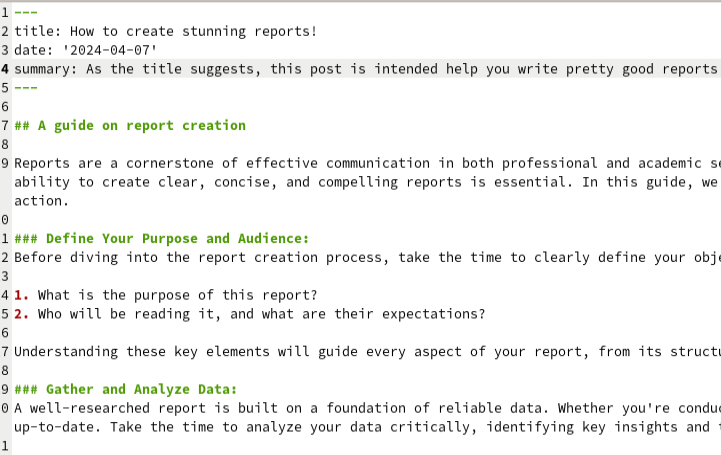 1 ---
2 title: How to create stunning reports!
3 date: '2024-04-07'
4 summary: As the title suggests, this post is intended help you write pretty good reports
5 ---
6
7 ## A guide on report creation
8
9 Reports are a cornerstone of effective communication in both professional and academic
ability to create clear, concise, and compelling reports is essential. In this guide, we
action.
0
1 ### Define Your Purpose and Audience:
2 Before diving into the report creation process, take the time to clearly define your
3
4 1. What is the purpose of this report?
5 2. Who will be reading it, and what are their expectations?
6
7 Understanding these key elements will guide every aspect of your report, from its
8
9 ### Gather and Analyze Data:
0 A well-researched report is built on a foundation of reliable data. Whether you're
up-to-date. Take the time to analyze your data critically, identifying key insights and
1